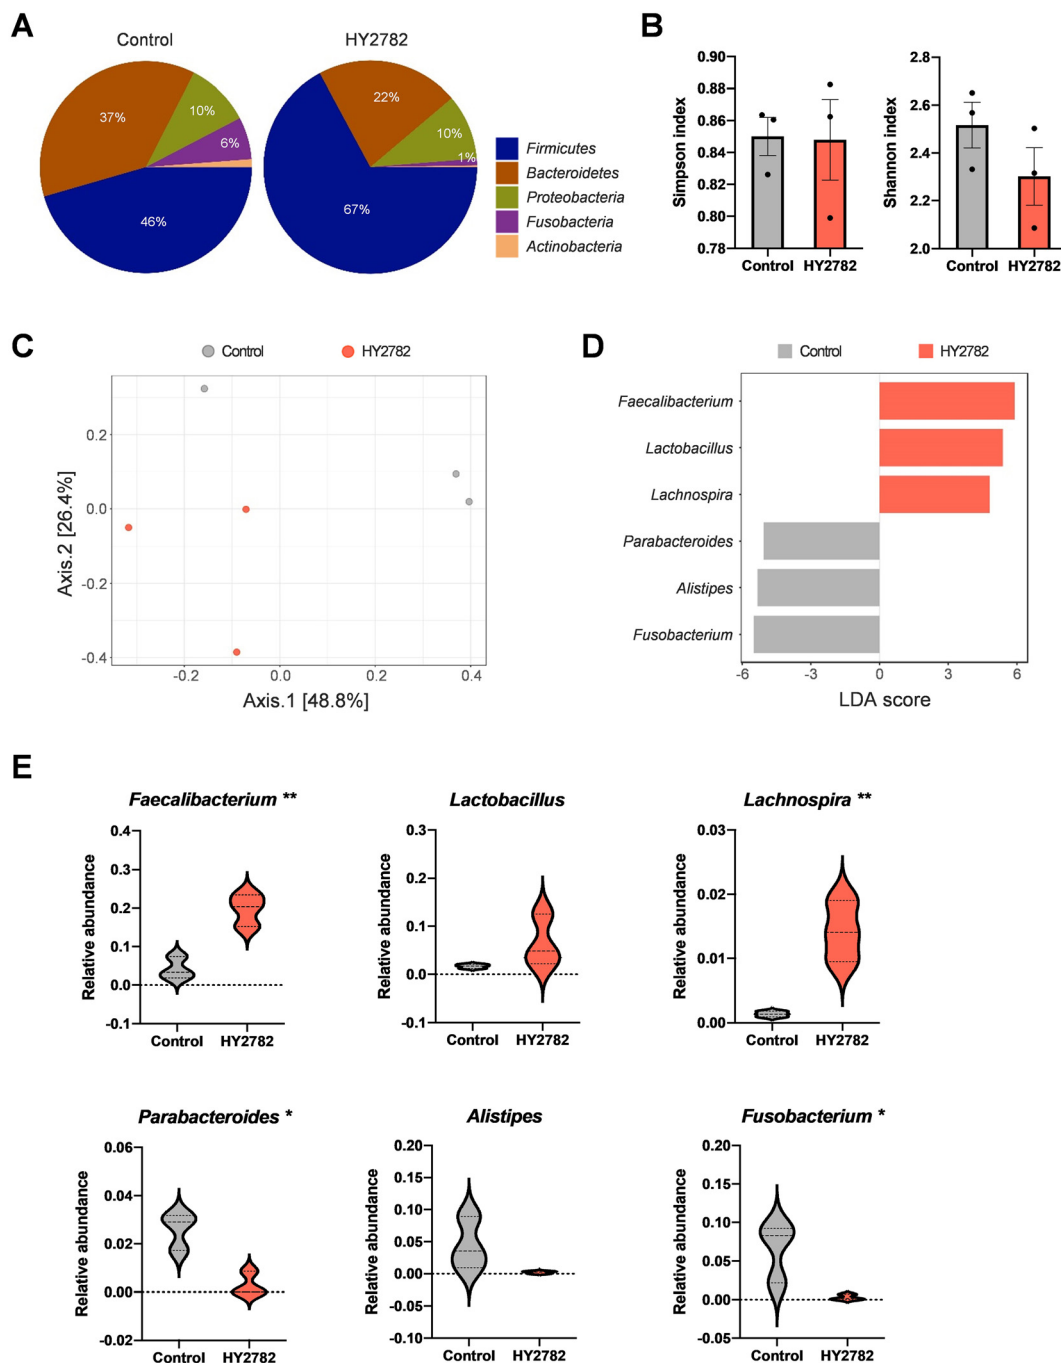 A
Control
HY2782
37%
10%
6%
46%
22%
10%
1%
67%
Firmicutes
Bacteroidetes
Proteobacteria
Fusobacteria
Actinobacteria
B
Simpson index
0.90
0.88
0.86
0.84
0.82
0.80
0.78
Control
HY2782
Shannon index
2.8
2.6
2.4
2.2
2.0
Control
HY2782
C
Control
HY2782
Axis.2 [26.4%]
0.2
0.0
-0.2
-0.4
-0.2
0.0
0.2
0.4
Axis.1 [48.8%]
D
Control
HY2782
Faecalibacterium
Lactobacillus
Lachnospira
Parabacteroides
Alistipes
Fusobacterium
-6
-3
0
3
6
LDA score
E
Faecalibacterium **
Relative abundance
0.4
0.3
0.2
0.1
0.0
-0.1
Control
HY2782
Lactobacillus
Relative abundance
0.3
0.2
0.1
0.0
-0.1
Control
HY2782
Lachnospira **
Relative abundance
0.03
0.02
0.01
0.00
Control
HY2782
Parabacteroides *
Relative abundance
0.06
0.04
0.02
0.00
-0.02
Control
HY2782
Alistipes
Relative abundance
0.20
0.15
0.10
0.05
0.00
-0.05
-0.10
Control
HY2782
Fusobacterium *
Relative abundance
0.20
0.15
0.10
0.05
0.00
-0.05
Control
HY2782